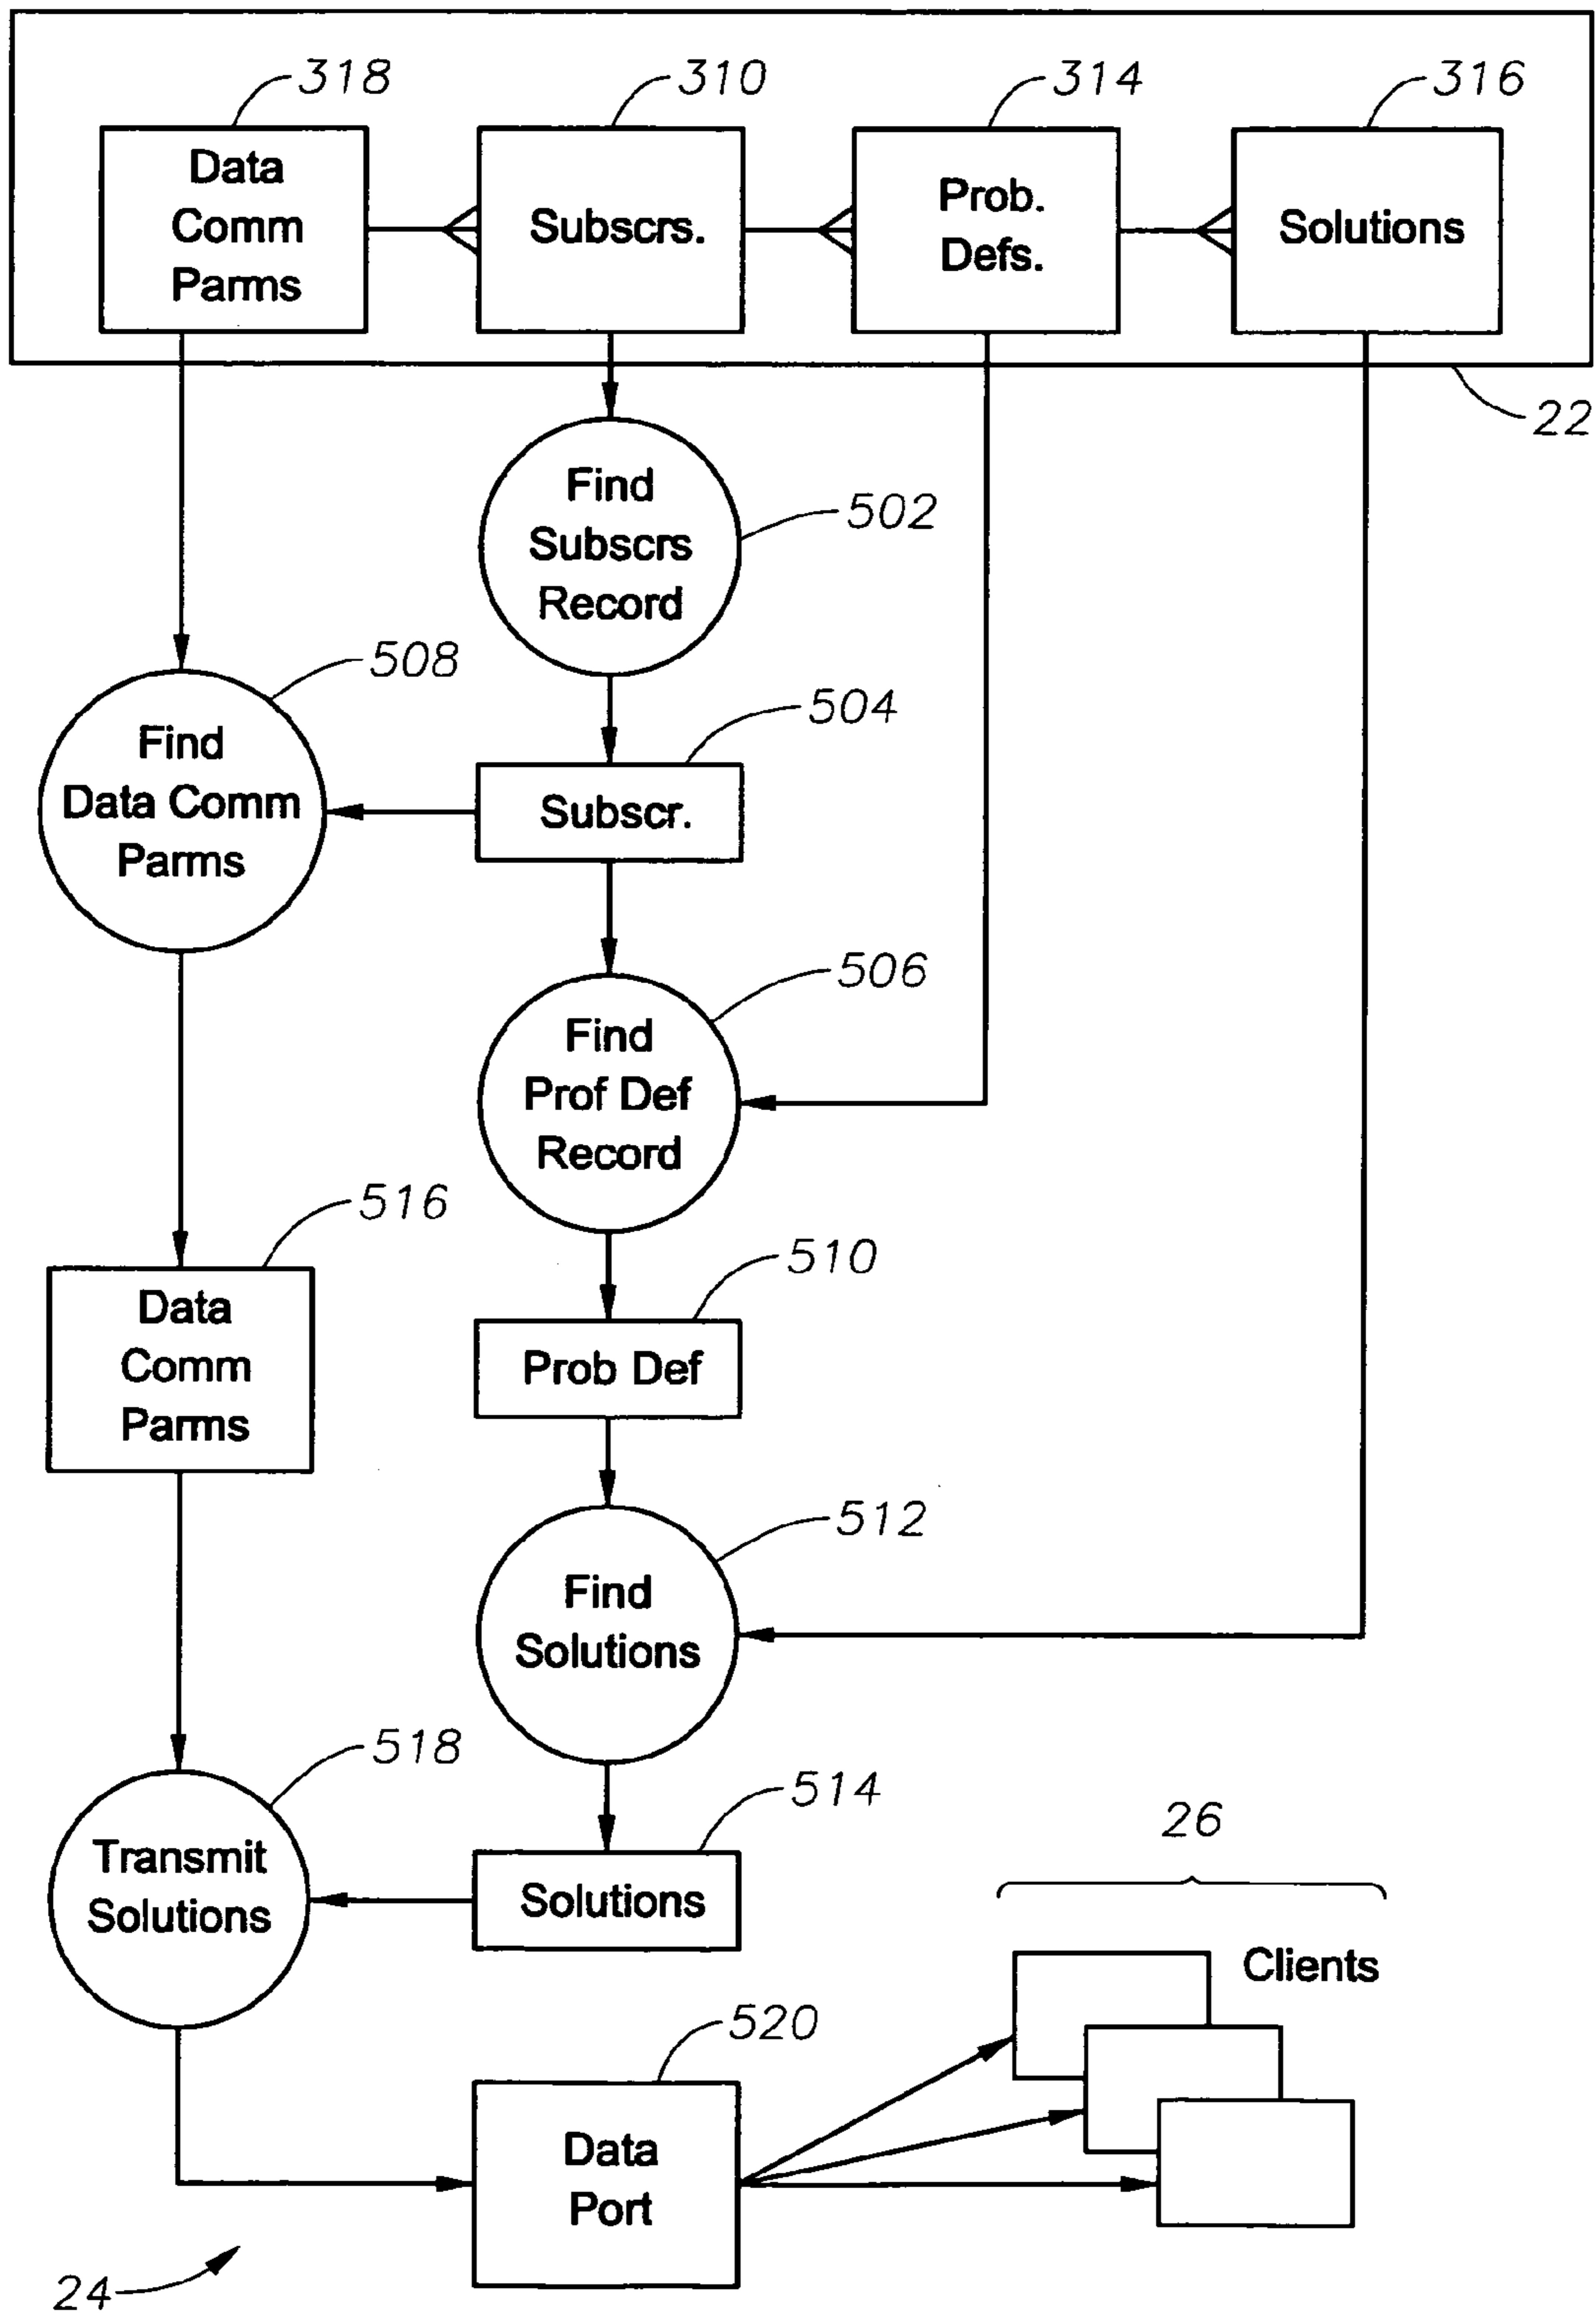 318
310
314
316
Data
Comm
Parms
Subscrs.
Prob.
Defs.
Solutions
22
Find
Subscrs
Record
502
508
504
Find
Data Comm
Parms
Subscr.
506
Find
Prof Def
Record
516
510
Data
Comm
Parms
Prob Def
512
Find
Solutions
518
514
26
Transmit
Solutions
Solutions
Clients
520
Data
Port
24